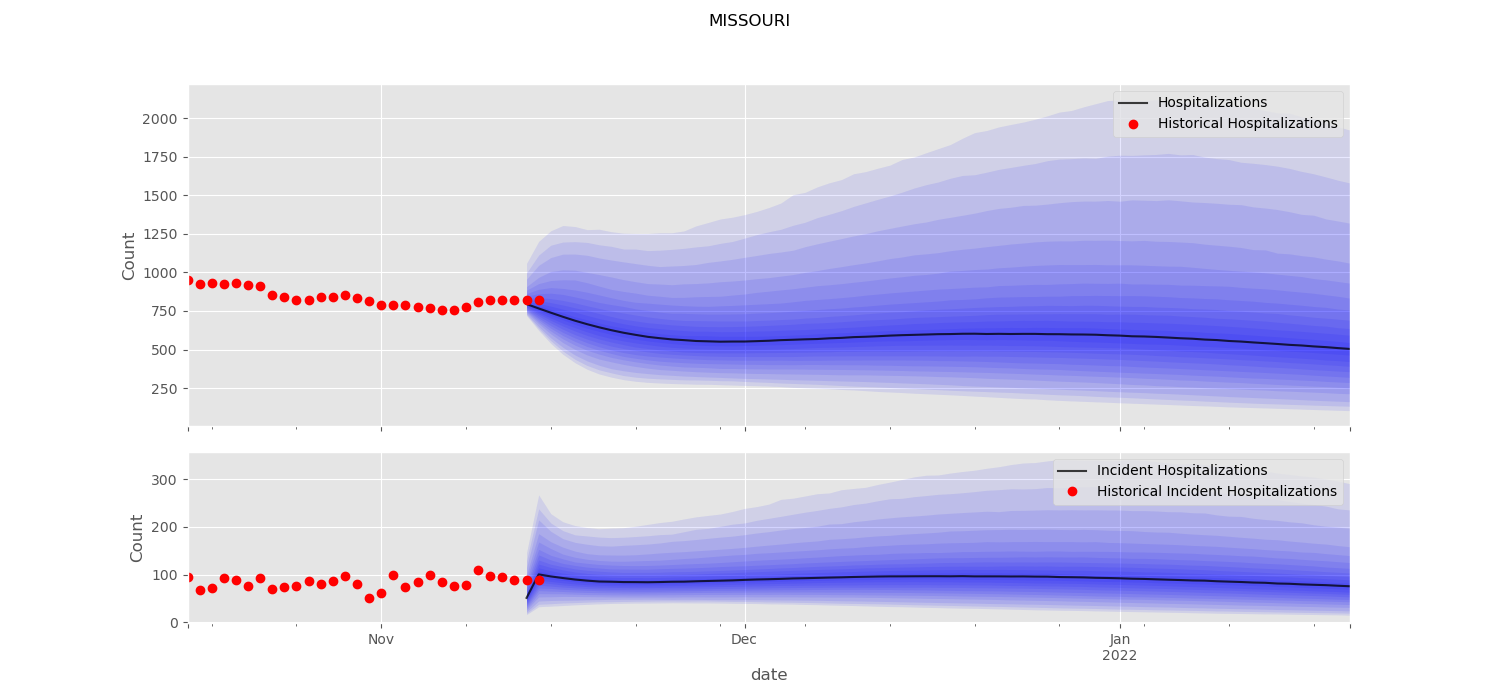 MISSOURI
Count
2000
1750
1500
1250
1000
750
500
250
Hospitalizations
Historical Hospitalizations
Count
300
200
100
0
Incident Hospitalizations
Historical Incident Hospitalizations
Nov
Dec
Jan
2022
date